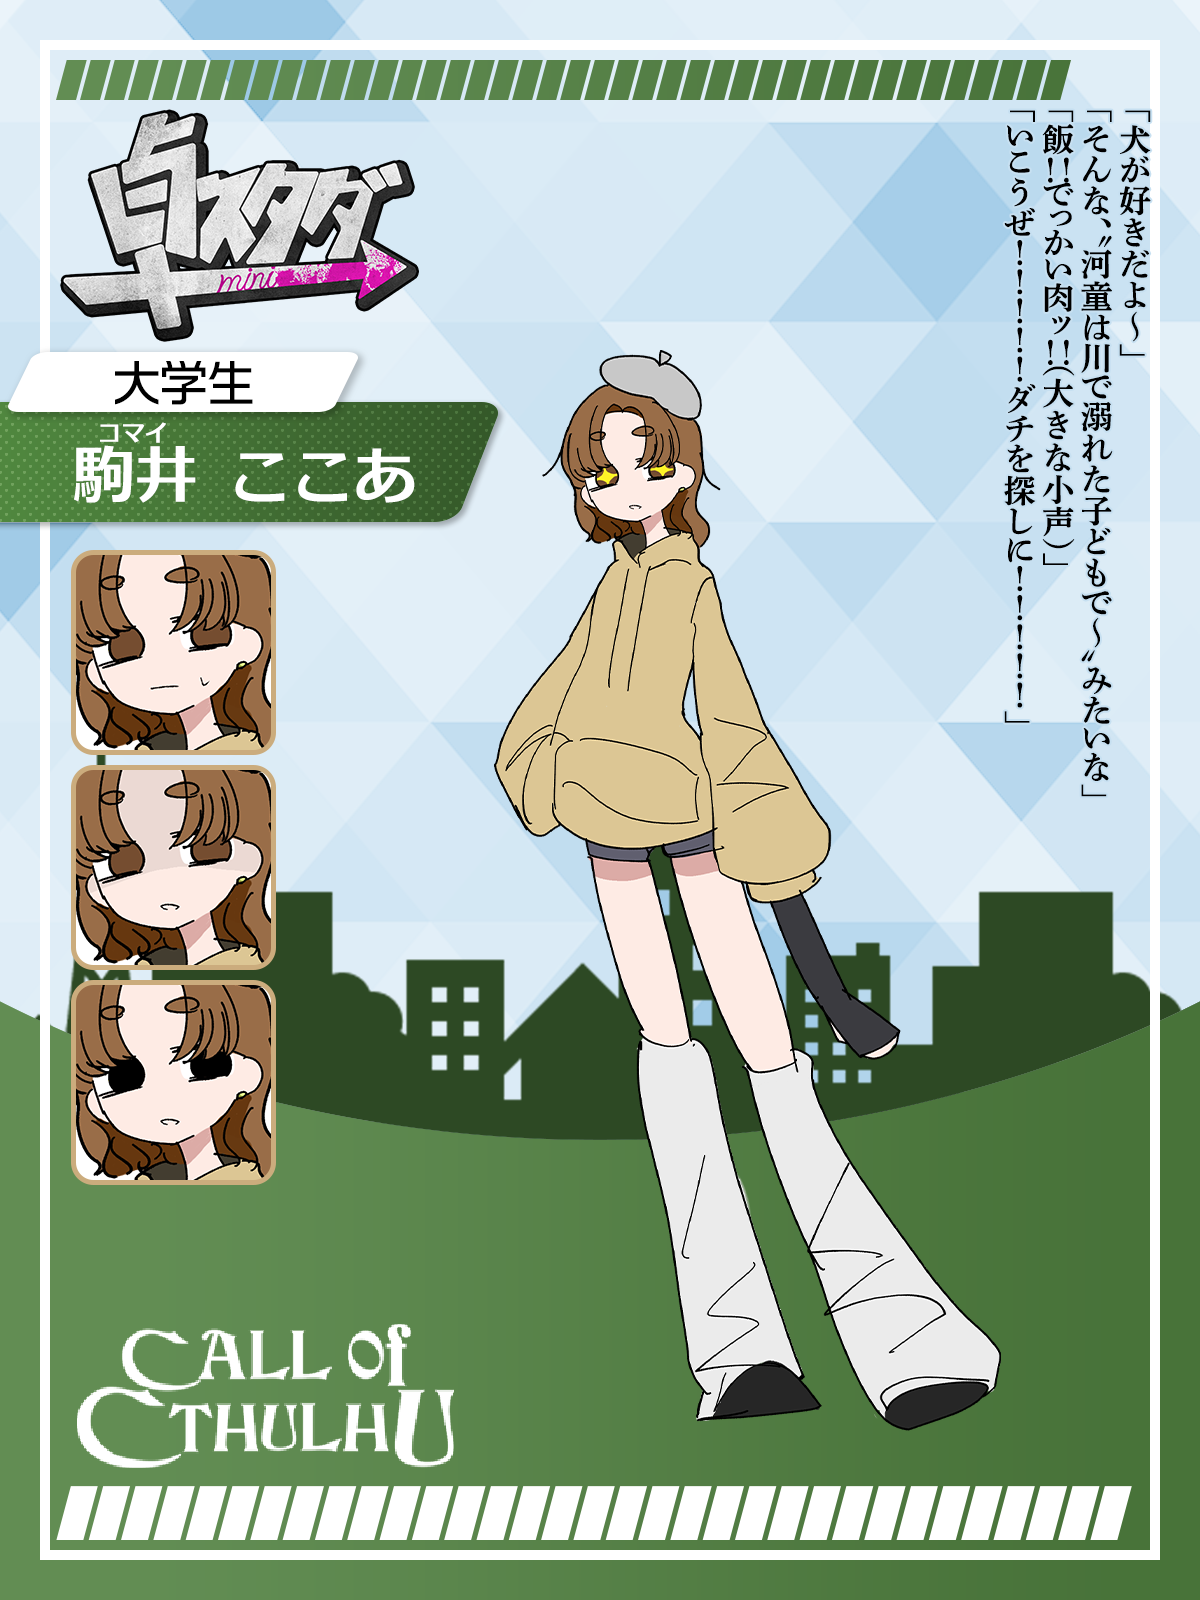 卓スタダ
mini
大学生
コマイ
駒井 ここあ
「犬が好きだよ～」
「そんな、〝河童は川で溺れた子どもで～〟みたいな」
「飯!!でっかい肉ッ!!(大きな小声)」
「いこうぜ！！！！！ダチを探しに！！！！！」
CALL of
CTHULHU